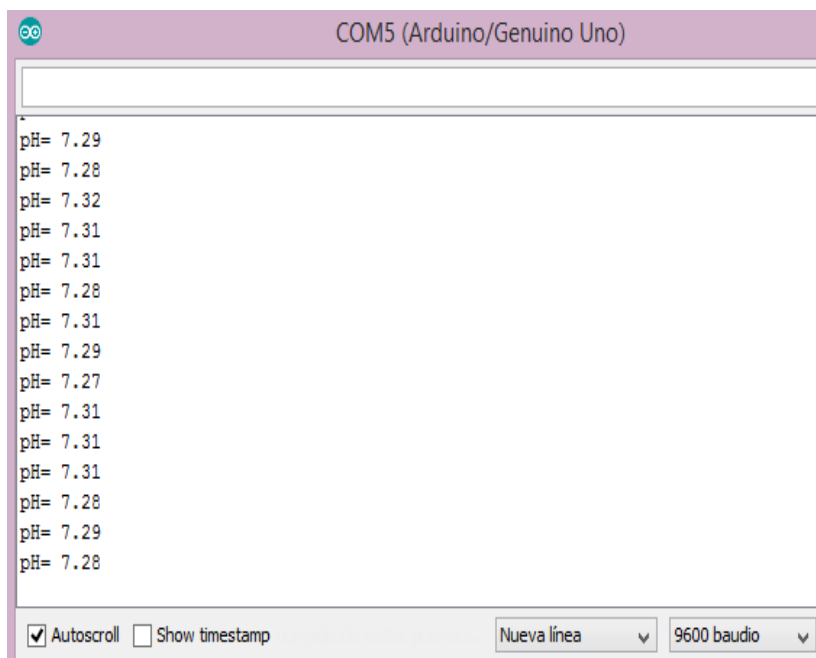 COM5 (Arduino/Genuino Uno)
pH= 7.29
pH= 7.28
pH= 7.32
pH= 7.31
pH= 7.31
pH= 7.28
pH= 7.31
pH= 7.29
pH= 7.27
pH= 7.31
pH= 7.31
pH= 7.31
pH= 7.28
pH= 7.29
pH= 7.28
Autoscroll Show timestamp Nueva línea 9600 baudio